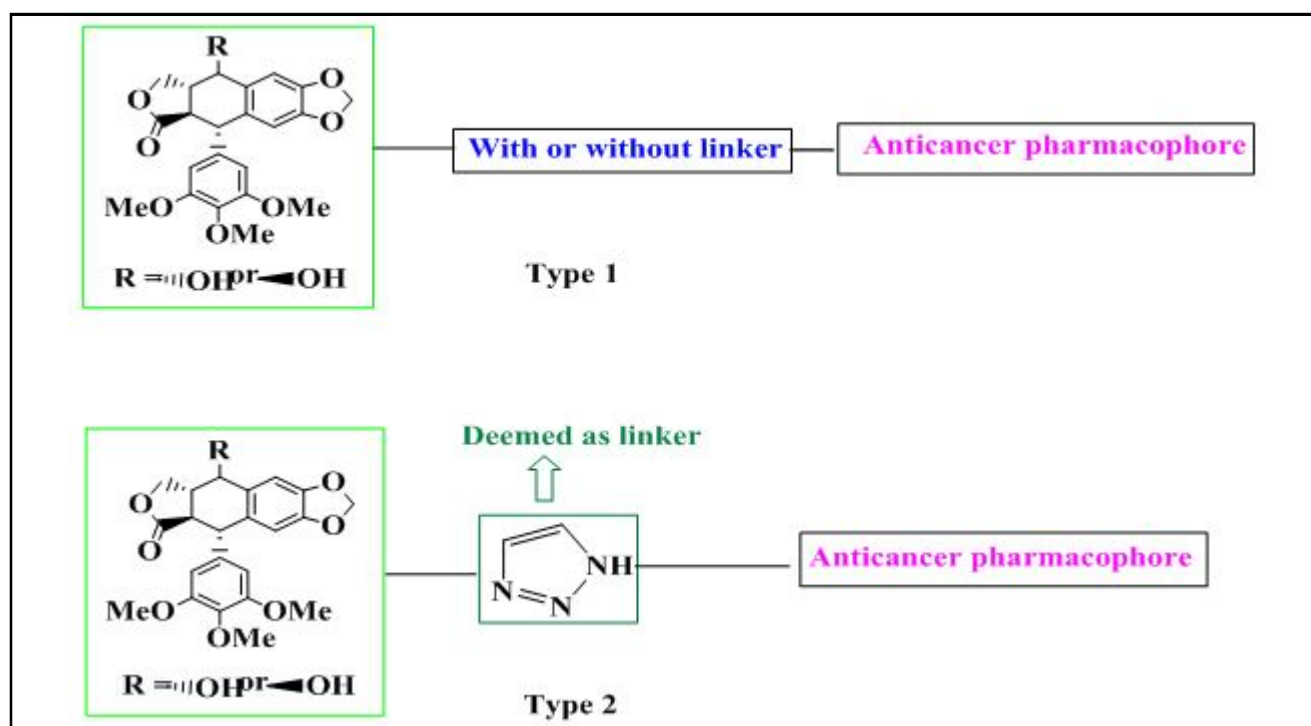 R
O
O
O
O
With or without linker
Anticancer pharmacophore
MeO
OMe
OMe
R = OH or OH
Type 1
Deemed as linker
R
O
O
O
O
NH
N
N
Anticancer pharmacophore
MeO
OMe
OMe
R = OH or OH
Type 2